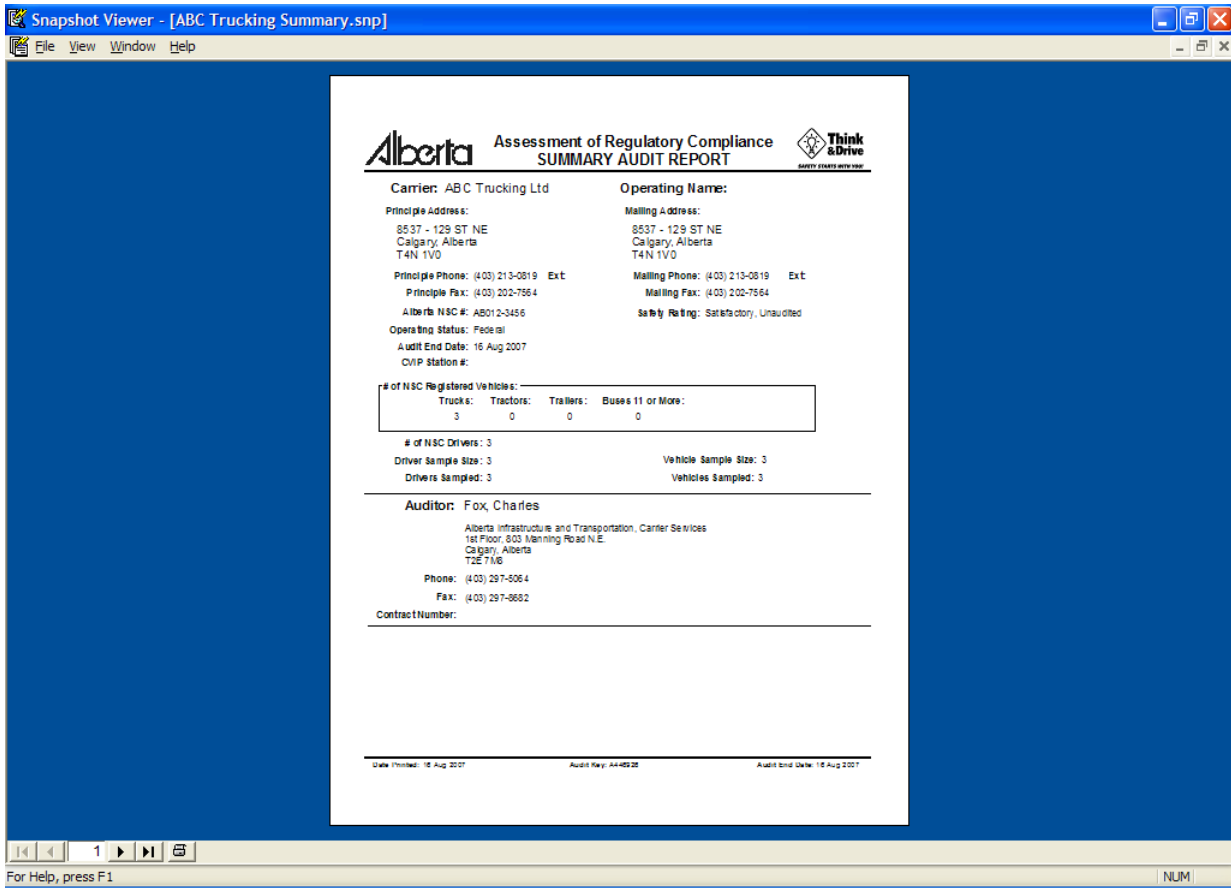 Snapshot Viewer - [ABC Trucking Summary.snp]
File View Window Help
Alberta
Assessment of Regulatory Compliance
SUMMARY AUDIT REPORT
Think
&Drive
SAFETY STARTS WITH YOU!
Carrier: ABC Trucking Ltd Operating Name:
Principle Address: Mailing Address:
8537 - 129 ST NE 8537 - 129 ST NE
Calgary, Alberta Calgary, Alberta
T4N 1V0 T4N 1V0
Principle Phone: (403) 213-0819 Ext: Mailing Phone: (403) 213-0819 Ext:
Principle Fax: (403) 202-7564 Mailing Fax: (403) 202-7564
Alberta NSC #: AB012-3456 Safety Rating: Satisfactory, Unaudited
Operating Status: Federal
Audit End Date: 16 Aug 2007
CVIP Station #:
# of NSC Registered Vehicles:
Trucks: Tractors: Trailers: Buses 11 or More:
3 0 0 0
# of NSC Drivers: 3
Driver Sample Size: 3 Vehicle Sample Size: 3
Drivers Sampled: 3 Vehicles Sampled: 3
Auditor: Fox, Charles
Alberta Infrastructure and Transportation, Carrier Services
1st Floor, 803 Manning Road N.E.
Calgary, Alberta
T2E 7M8
Phone: (403) 297-5064
Fax: (403) 297-8682
Contract Number:
Date Printed: 16 Aug 2007 Audit Key: Audit End Date: 16 Aug 2007
1
For Help, press F1 NUM